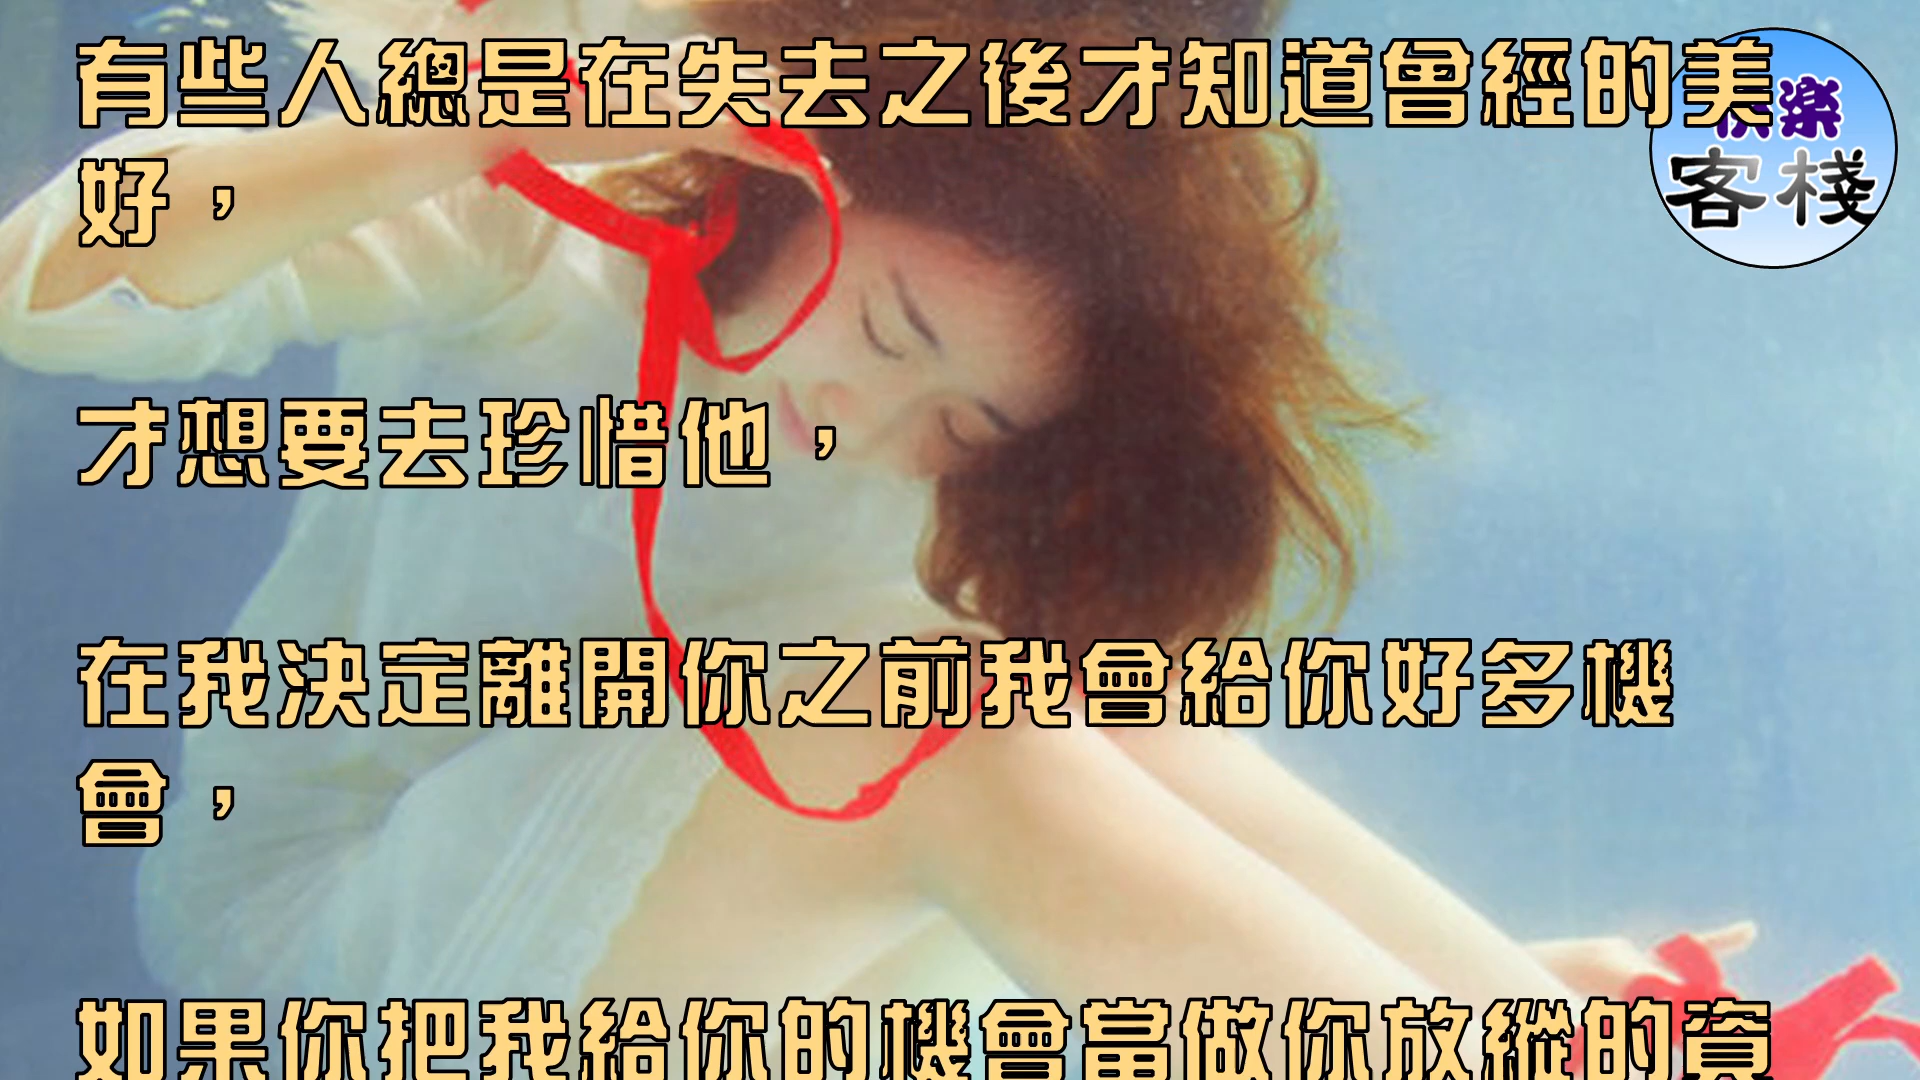 有些人總是在失去之後才知道曾經的美
好，
才想要去珍惜他，
在我決定離開你之前我會給你好多機
會，
如果你把我給你的機會當做你放縱的資
樂
客棧